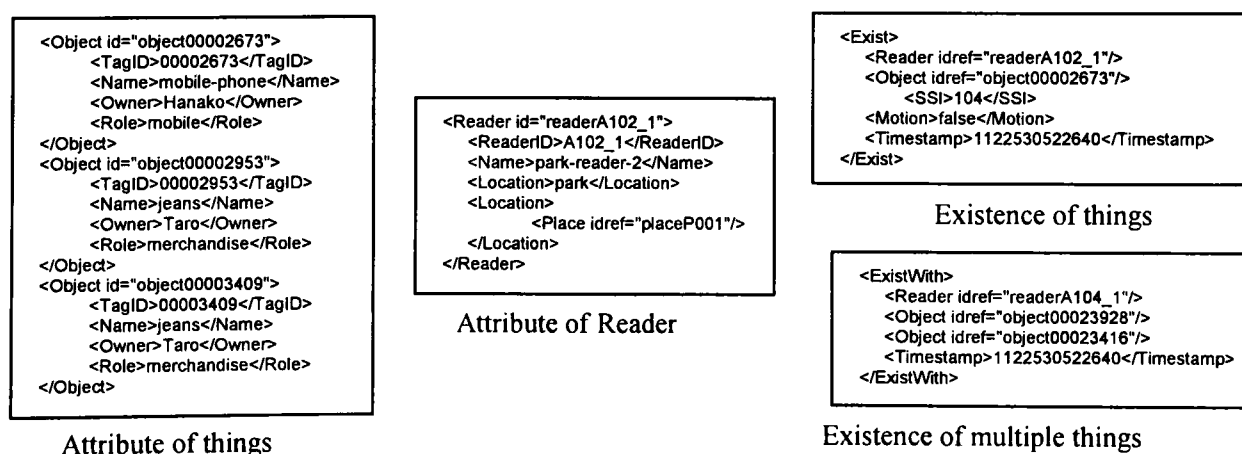 <Object id="object00002673">
<TagID>00002673</TagID>
<Name>mobile-phone</Name>
<Owner>Hanako</Owner>
<Role>mobile</Role>
</Object>
<Object id="object00002953">
<TagID>00002953</TagID>
<Name>jeans</Name>
<Owner>Taro</Owner>
<Role>merchandise</Role>
</Object>
<Object id="object00003409">
<TagID>00003409</TagID>
<Name>jeans</Name>
<Owner>Taro</Owner>
<Role>merchandise</Role>
</Object>
Attribute of things
<Reader id="readerA102_1">
<ReaderID>A102_1</ReaderID>
<Name>park-reader-2</Name>
<Location>park</Location>
<Location>
<Place idref="placeP001"/>
</Location>
</Reader>
Attribute of Reader
<Exist>
<Reader idref="readerA102_1"/>
<Object idref="object00002673"/>
<SSI>104</SSI>
<Motion>false</Motion>
<Timestamp>1122530522640</Timestamp>
</Exist>
Existence of things
<ExistWith>
<Reader idref="readerA104_1"/>
<Object idref="object00023928"/>
<Object idref="object00023416"/>
<Timestamp>1122530522640</Timestamp>
</ExistWith>
Existence of multiple things